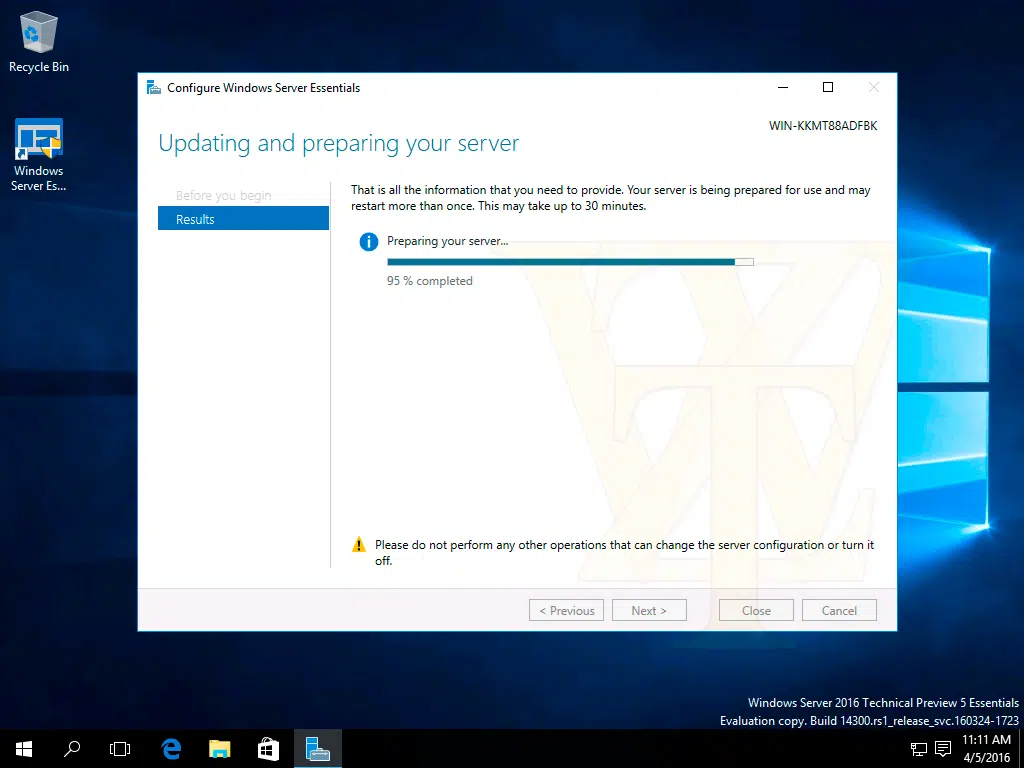 Recycle Bin
Windows
Server Es...
Configure Windows Server Essentials
WIN-KKMT88ADFBK
Updating and preparing your server
Before you begin
Results
That is all the information that you need to provide. Your server is being prepared for use and may
restart more than once. This may take up to 30 minutes.
Preparing your server...
95 % completed
Please do not perform any other operations that can change the server configuration or turn it
off.
< Previous
Next >
Close
Cancel
Windows Server 2016 Technical Preview 5 Essentials
Evaluation copy. Build 14300.rs1_release_svc.160324-1723
11:11 AM
4/5/2016